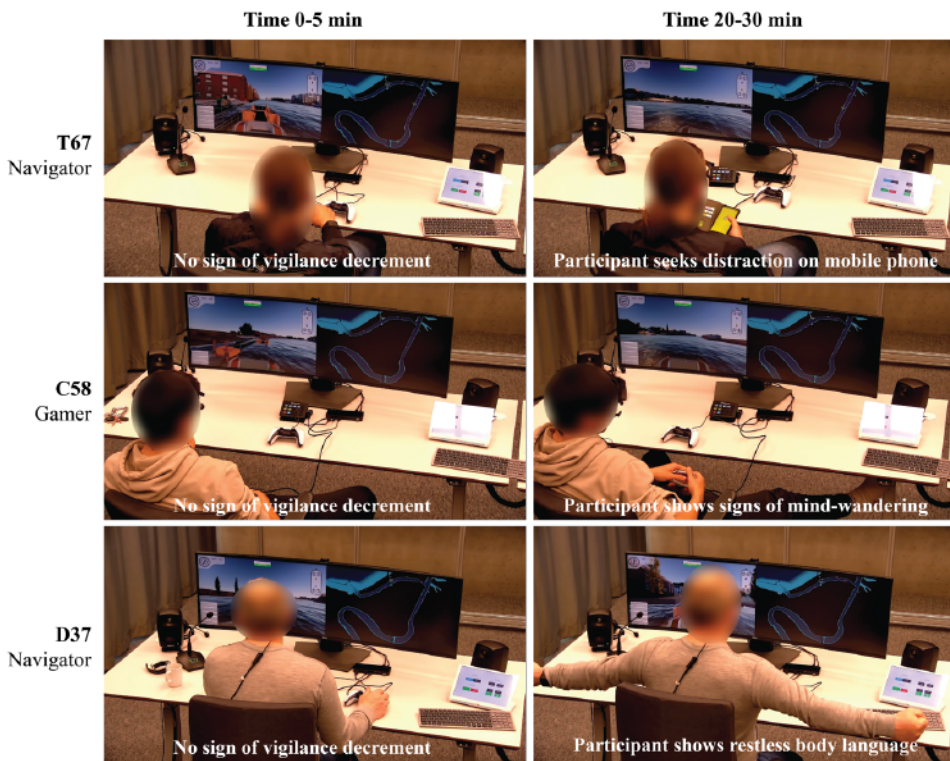 Time 0-5 min
Time 20-30 min
T67
Navigator
No sign of vigilance decrement
Participant seeks distraction on mobile phone
C58
Gamer
No sign of vigilance decrement
Participant shows signs of mind-wandering
D37
Navigator
No sign of vigilance decrement
Participant shows restless body language